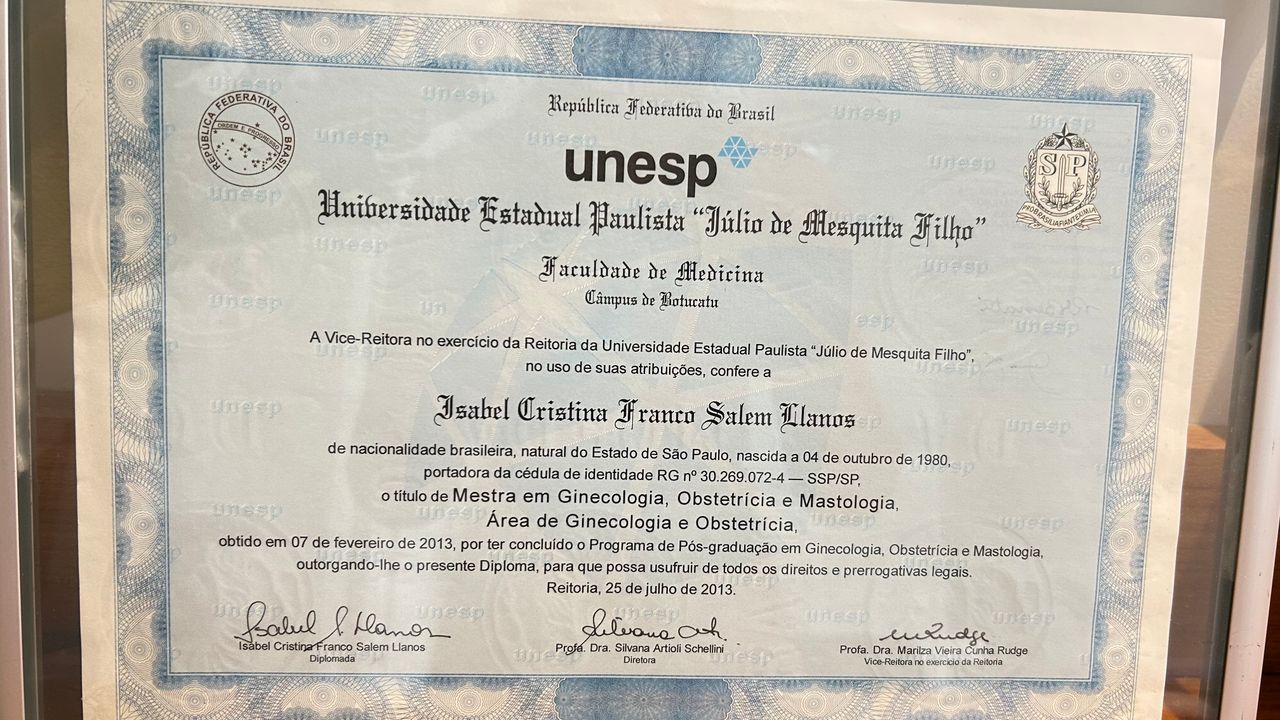 República Federativa do Brasil
REPÚBLICA FEDERATIVA DO BRASIL
ORDEM E PROGRESSO
unesp
SP
Universidade Estadual Paulista “Júlio de Mesquita Filho”
Faculdade de Medicina
Câmpus de Botucatu
A Vice-Reitora no exercício da Reitoria da Universidade Estadual Paulista “Júlio de Mesquita Filho”,
no uso de suas atribuições, confere a
Isabel Cristina Franco Salem Llanos
de nacionalidade brasileira, natural do Estado de São Paulo, nascida a 04 de outubro de 1980,
portadora da cédula de identidade RG nº 30.269.072-4 — SSP/SP,
o título de Mestra em Ginecologia, Obstetrícia e Mastologia,
Área de Ginecologia e Obstetrícia,
obtido em 07 de fevereiro de 2013, por ter concluído o Programa de Pós-graduação em Ginecologia, Obstetrícia e Mastologia,
outorgando-lhe o presente Diploma, para que possa usufruir de todos os direitos e prerrogativas legais.
Reitoria, 25 de julho de 2013.
Isabel Cristina Franco Salem Llanos
Diplomada
Profa. Dra. Silvana Artioli Schellini
Diretora
Profa. Dra. Marilza Vieira Cunha Rudge
Vice-Reitora no exercício da Reitoria